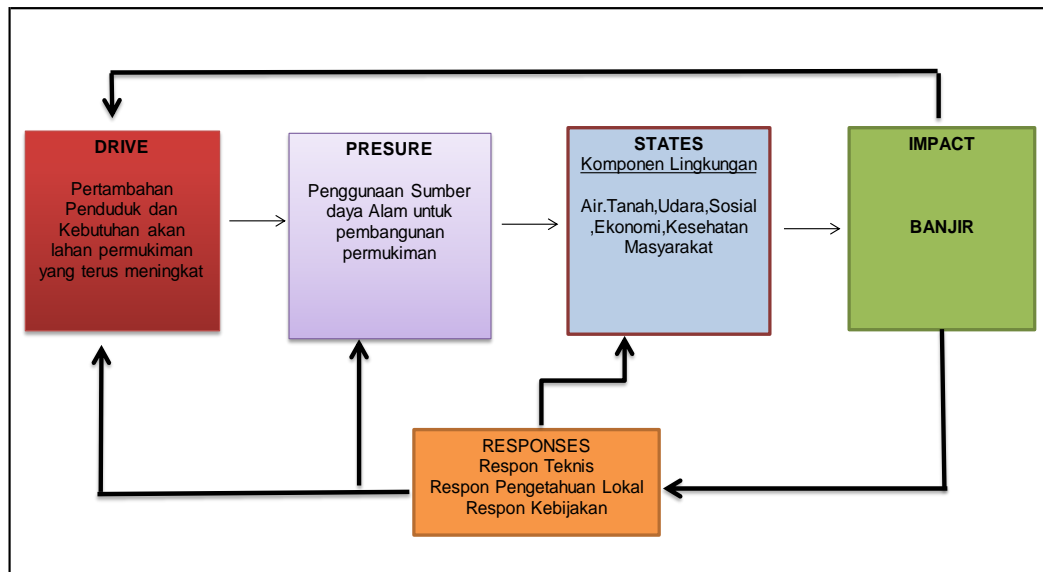 DRIVE
Pertambahan
Penduduk dan
Kebutuhan akan
lahan permukiman
yang terus meningkat
PRESURE
Penggunaan Sumber
daya Alam untuk
pembangunan
permukiman
STATES
Komponen Lingkungan
Air.Tanah,Udara,Sosial
,Ekonomi,Kesehatan
Masyarakat
IMPACT
BANJIR
RESPONSES
Respon Teknis
Respon Pengetahuan Lokal
Respon Kebijakan